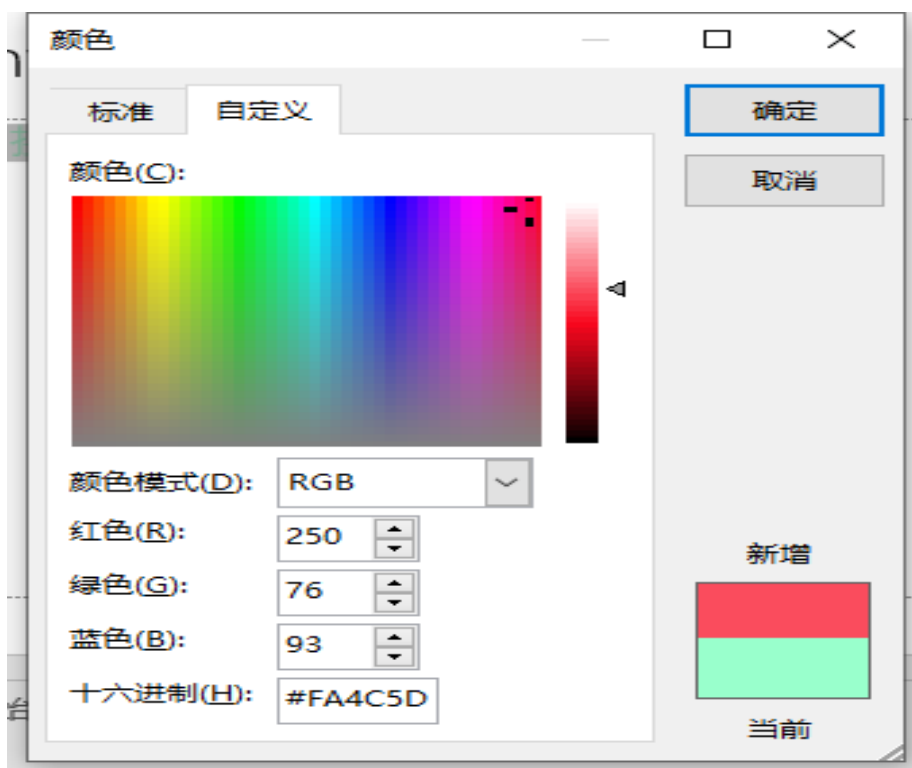 颜色
标准 自定义
确定
颜色(C):
取消
颜色模式(D): RGB
红色(R): 250
绿色(G): 76
蓝色(B): 93
十六进制(H): #FA4C5D
新增
当前